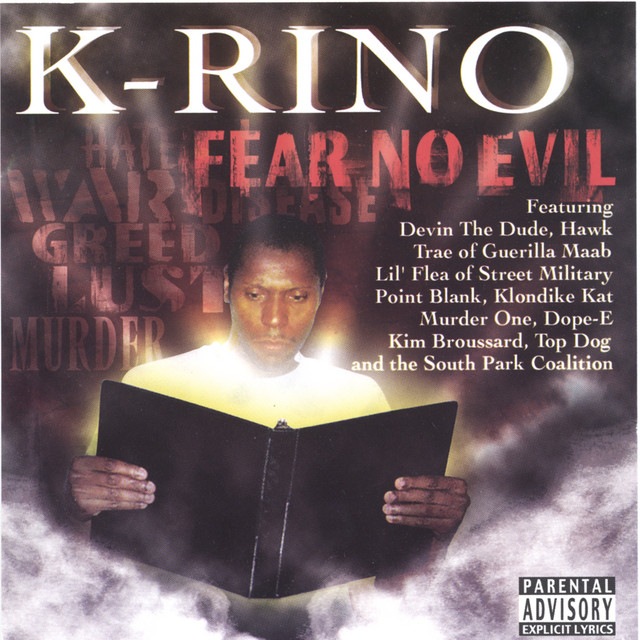 K-RINO
FEAR NO EVIL
HATE
WAR
DISEASE
GREED
LUST
MURDER
Featuring
Devin The Dude, Hawk
Trae of Guerilla Maab
Lil' Flea of Street Military
Point Blank, Klondike Kat
Murder One, Dope-E
Kim Broussard, Top Dog
and the South Park Coalition
PARENTAL
ADVISORY
EXPLICIT LYRICS